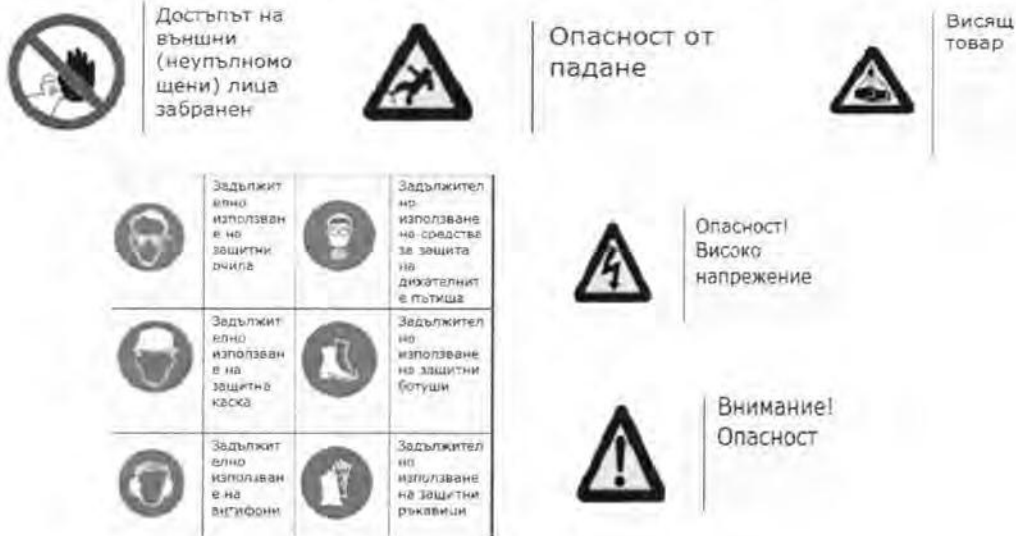 Достъпът на
външни
(неупълномо
щени) лица
забранен
Опасност от
падане
Висящ
товар
Задължит
елно
използван
е на
защитни
очила
Задължител
но
използване
на средства
за защита
на
дихателнит
е пътища
Опасност!
Високо
напрежение
Задължит
елно
използван
е на
защитна
каска
Задължител
но
използване
на защитни
ботуши
Внимание!
Опасност
Задължит
елно
използван
е на
антифони
Задължител
но
използване
на защитни
ръкавици